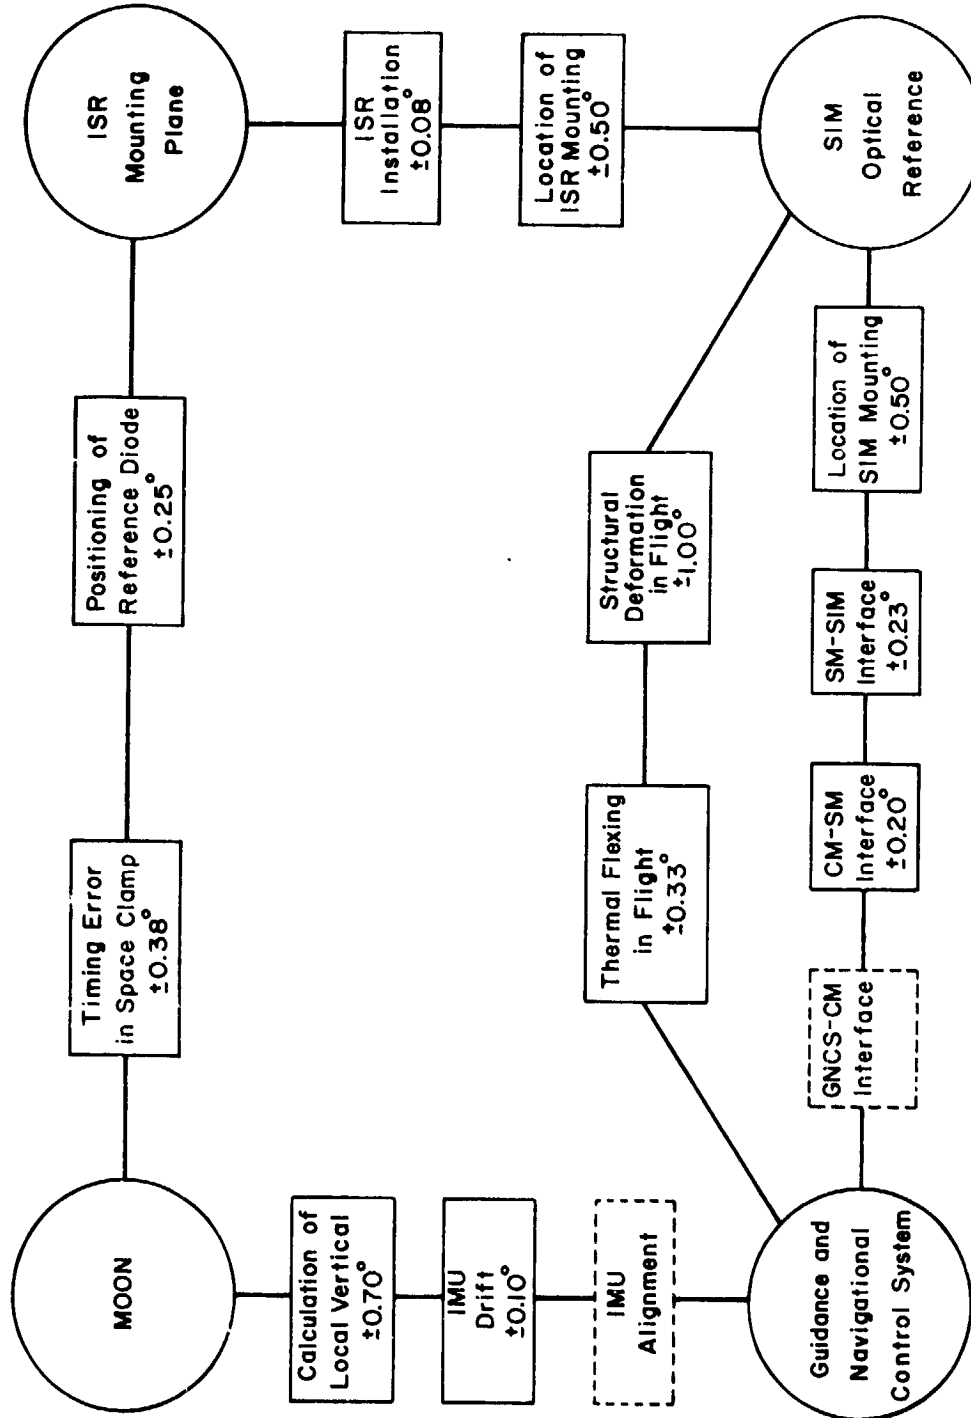 MOON
Timing Error
in Space Clamp
±0.38°
Positioning of
Reference Diode
±0.25°
ISR
Mounting
Plane
Calculation of
Local Vertical
±0.70°
IMU
Drift
±0.10°
IMU
Alignment
ISR
Installation
±0.08°
Location of
ISR Mounting
±0.50°
Thermal Flexing
in Flight
±0.33°
Structural
Deformation
in Flight
±1.00°
Guidance and
Navigational
Control System
GNCS-CM
Interface
CM-SM
Interface
±0.20°
SM-SIM
Interface
±0.23°
Location of
SIM Mounting
±0.50°
SIM
Optical
Reference